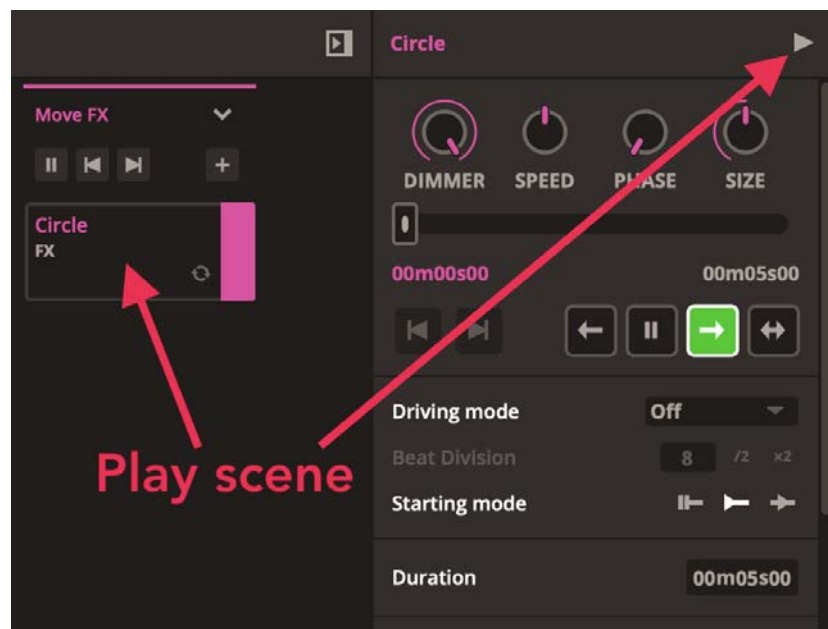 Circle
Move FX
DIMMER SPEED PHASE SIZE
Circle
FX
00m00s00 00m05s00
Driving mode Off
Beat Division 8 /2 x2
Play scene
Starting mode
Duration 00m05s00